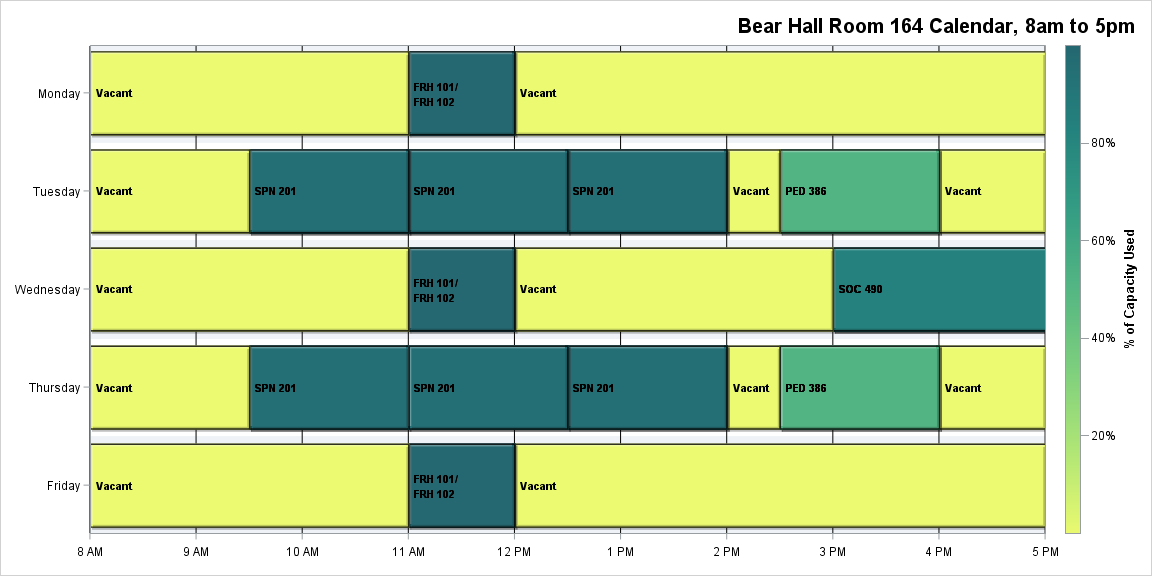 Bear Hall Room 164 Calendar, 8am to 5pm
Monday
Vacant
FRH 101/
FRH 102
Vacant
Tuesday
Vacant
SPN 201
SPN 201
SPN 201
Vacant
PED 386
Vacant
Wednesday
Vacant
FRH 101/
FRH 102
Vacant
SOC 490
Thursday
Vacant
SPN 201
SPN 201
SPN 201
Vacant
PED 386
Vacant
Friday
Vacant
FRH 101/
FRH 102
Vacant
8 AM
9 AM
10 AM
11 AM
12 PM
1 PM
2 PM
3 PM
4 PM
5 PM
80%
60%
40%
20%
% of Capacity Used